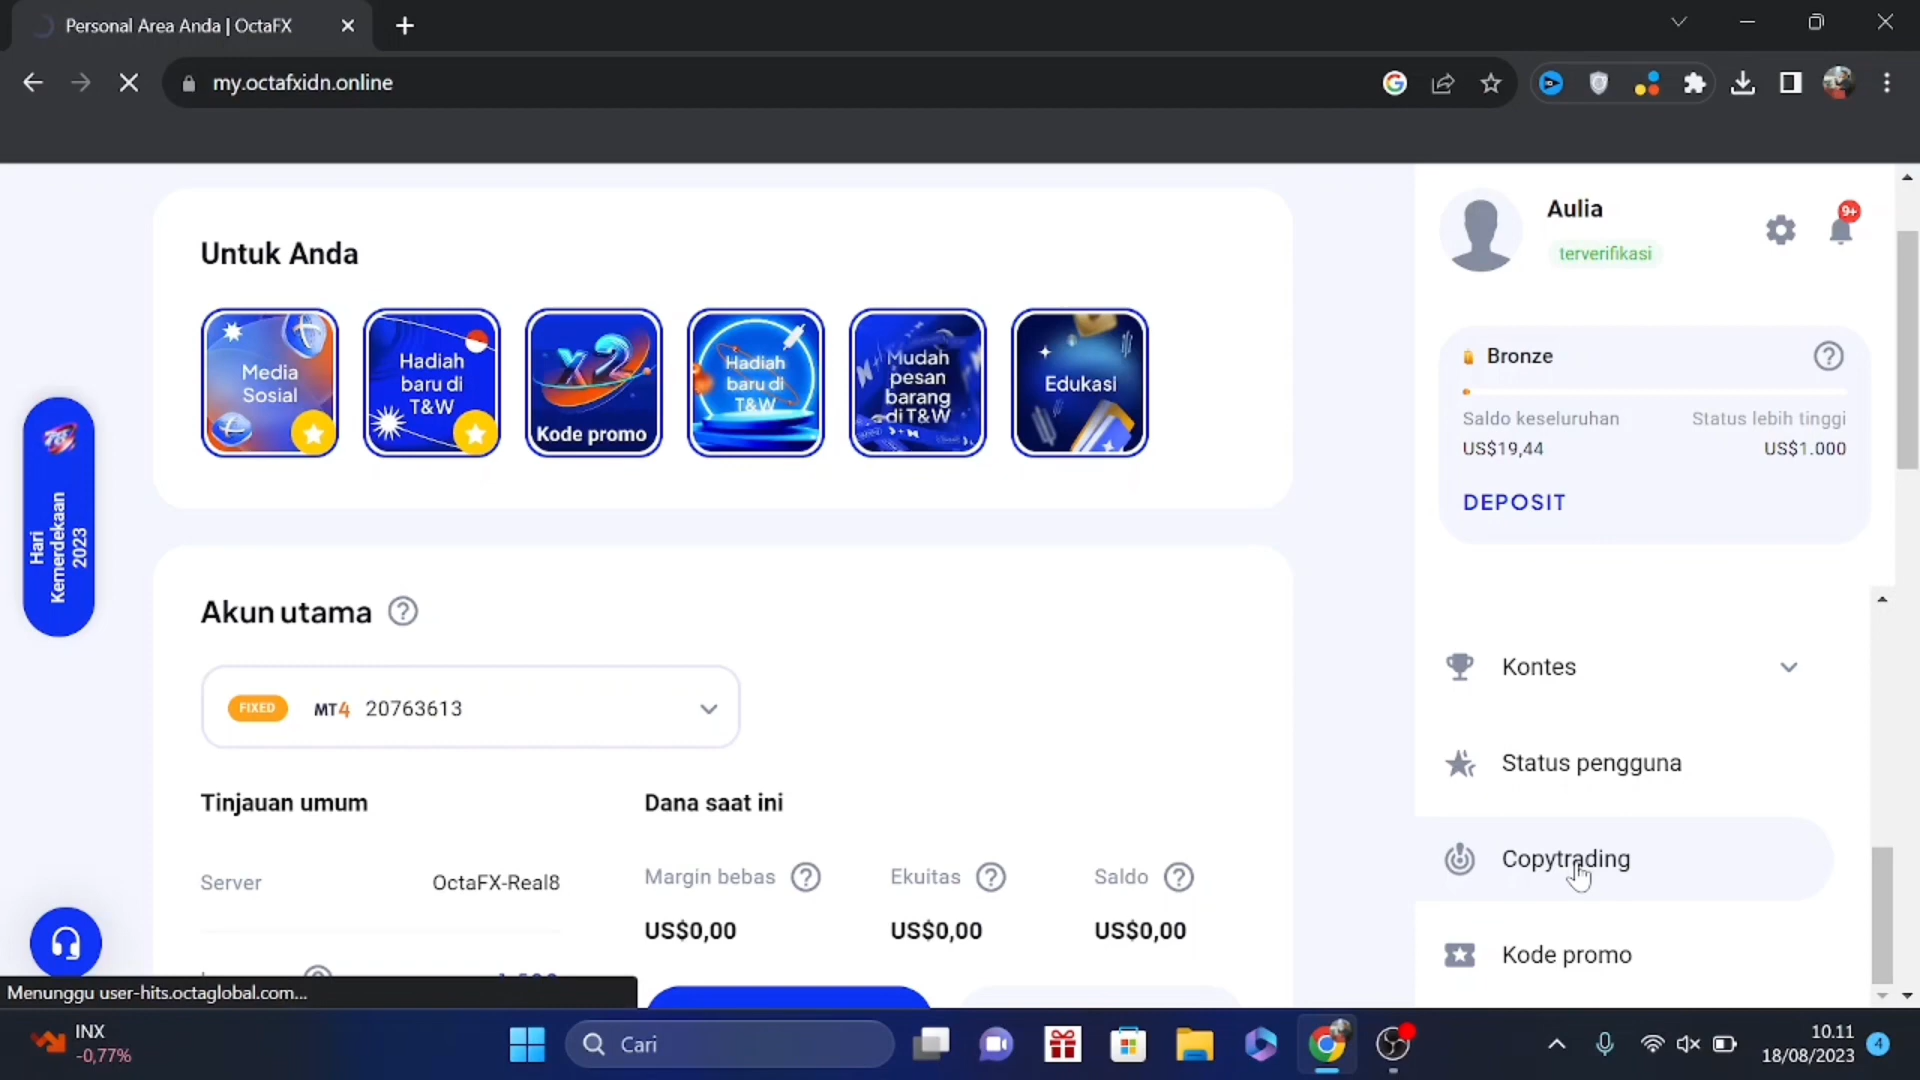 Personal Area Anda | OctaFX
my.octafxidn.online
Untuk Anda
Media
Sosial
Hadiah
baru di
T&W
x2
Kode promo
Hadiah
baru di
T&W
Mudah
pesan
barang
di T&W
Edukasi
Hari
Kemerdekaan
2023
Akun utama
FIXED MT4 20763613
Tinjauan umum
Server OctaFX-Real8
Dana saat ini
Margin bebas Ekuitas Saldo
US$0,00 US$0,00 US$0,00
Aulia
terverifikasi
9+
Bronze
Saldo keseluruhan Status lebih tinggi
US$19,44 US$1.000
DEPOSIT
Kontes
Status pengguna
Copytrading
Kode promo
Menunggu user-hits.octaglobal.com...
INX
-0,77%
Cari
10.11
18/08/2023
4